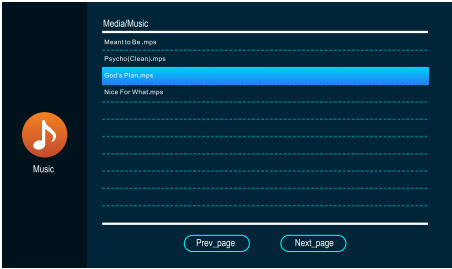 Media/Music
Meant to Be .mps
Psycho(Clean).mps
God's Plan.mps
Nice For What.mps
Music
Prev_page
Next_page